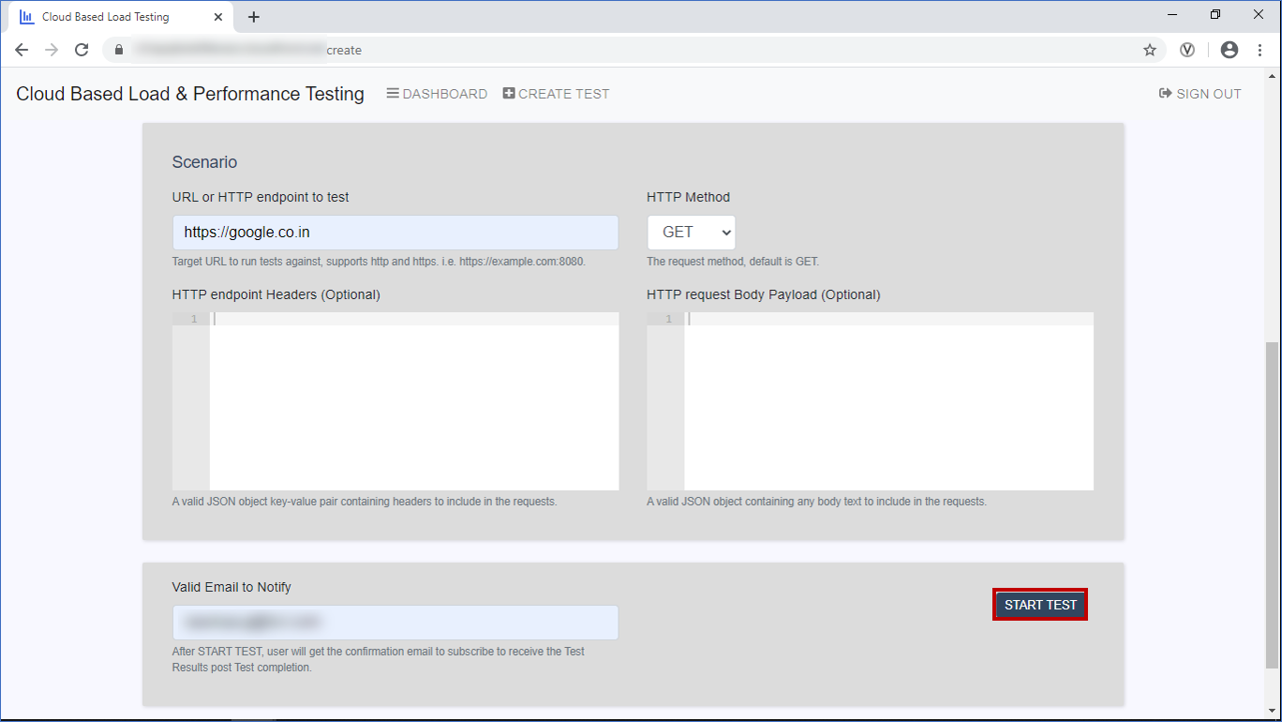 Cloud Based Load Testing
create
Cloud Based Load & Performance Testing DASHBOARD CREATE TEST SIGN OUT
Scenario
URL or HTTP endpoint to test
HTTP Method
https://google.co.in
GET
Target URL to run tests against, supports http and https. i.e. https://example.com:8080.
The request method, default is GET.
HTTP endpoint Headers (Optional)
HTTP request Body Payload (Optional)
1
1
A valid JSON object key-value pair containing headers to include in the requests.
A valid JSON object containing any body text to include in the requests.
Valid Email to Notify
START TEST
After START TEST, user will get the confirmation email to subscribe to receive the Test
Results post Test completion.